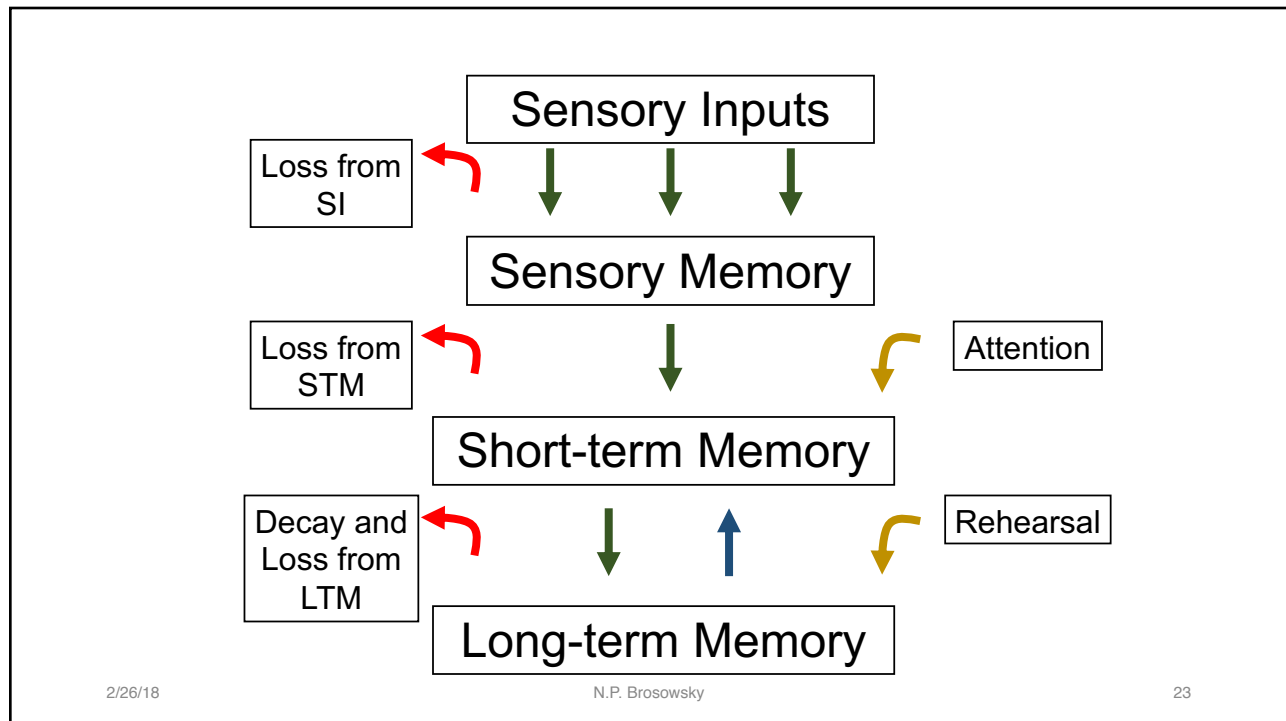 Sensory Inputs
Loss from
SI
Sensory Memory
Loss from
STM
Attention
Short-term Memory
Decay and
Loss from
LTM
Rehearsal
Long-term Memory
2/26/18
N.P. Brosowsky
23